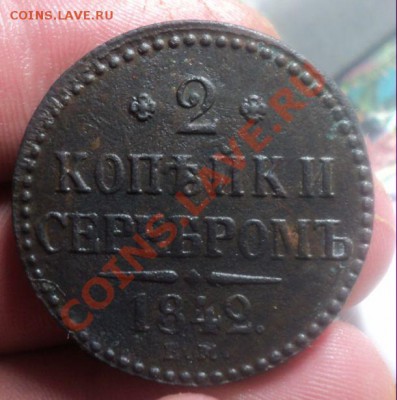 COINS.LAVE.RU
2
КОПѢЙКИ
СЕРЕБРОМЪ
1842.
Е.М.
COINS.LAVE.RU